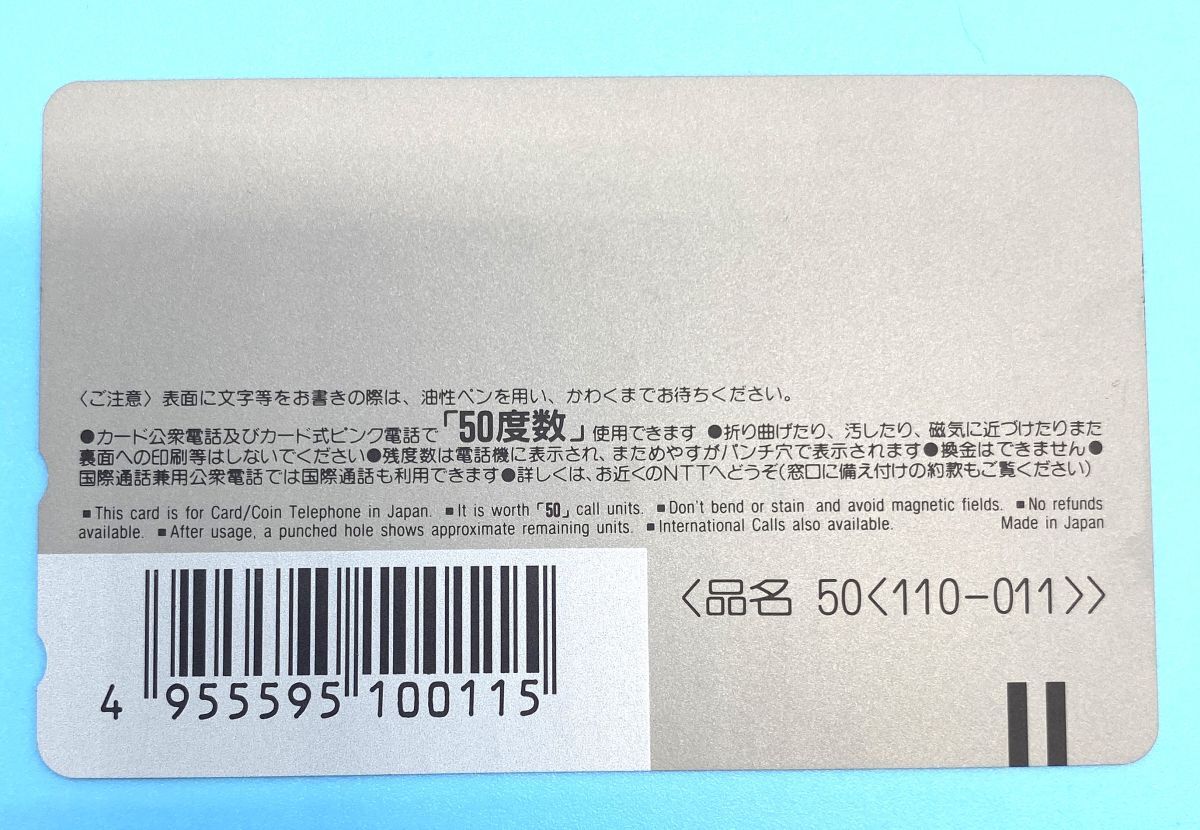 〈ご注意〉表面に文字等をお書きの際は、油性ペンを用い、かわくまでお待ちください。
●カード公衆電話及びカード式ピンク電話で「50度数」使用できます ●折り曲げたり、汚したり、磁気に近づけたりまた
裏面への印刷等はしないでください●残度数は電話機に表示され、まためやすがパンチ穴で表示されます●換金はできません●
国際通話兼用公衆電話では国際通話も利用できます●詳しくは、お近くのNTTへどうぞ(窓口に備え付けの約款もご覧ください)
■This card is for Card/Coin Telephone in Japan. ■It is worth「50」call units. ■Don't bend or stain and avoid magnetic fields. ■No refunds
available. ■After usage, a punched hole shows approximate remaining units. ■International Calls also available. Made in Japan
〈品名 50〈110-011〉〉
4 955595 100115